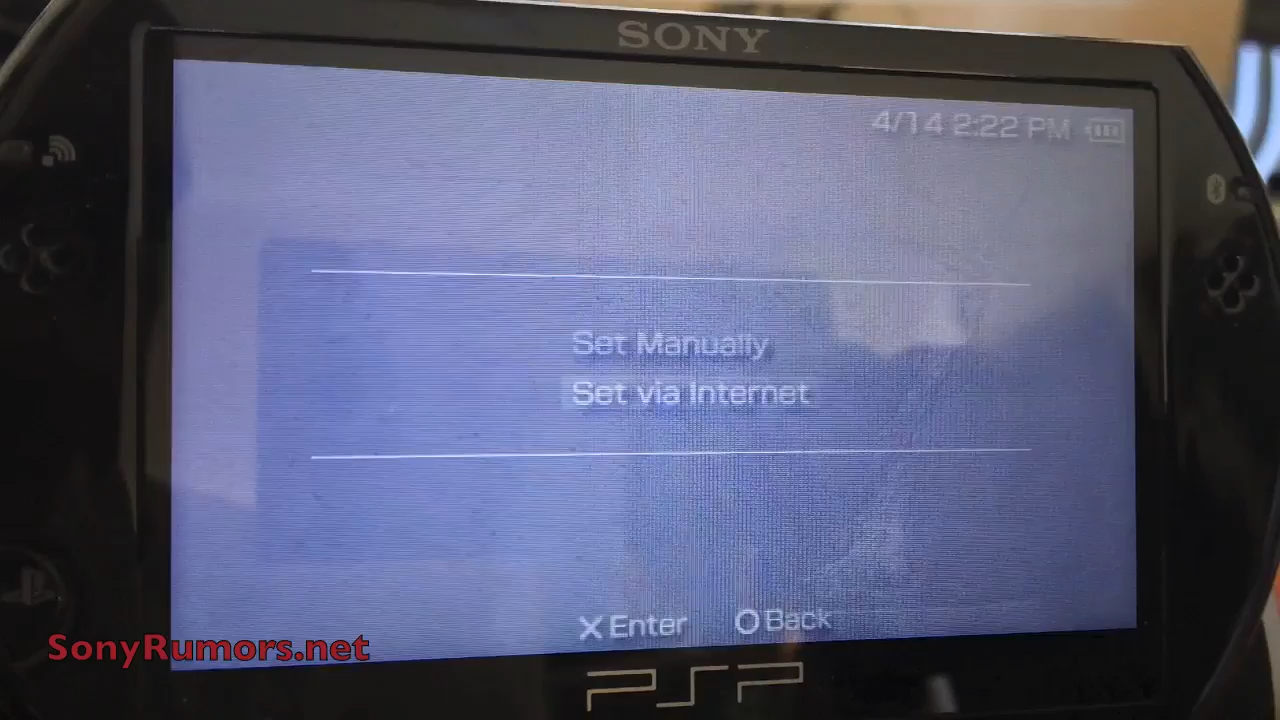 SONY
4/14 2:22 PM
Set Manually
Set via Internet
X Enter O Back
SonyRumors.net
PSP